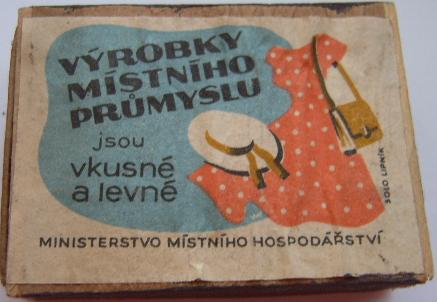 VÝROBKY
MÍSTNÍHO
PRŮMYSLU
jsou
vkusné
a levné
SOLO LIPNÍK
MINISTERSTVO MÍSTNÍHO HOSPODÁŘSTVÍ